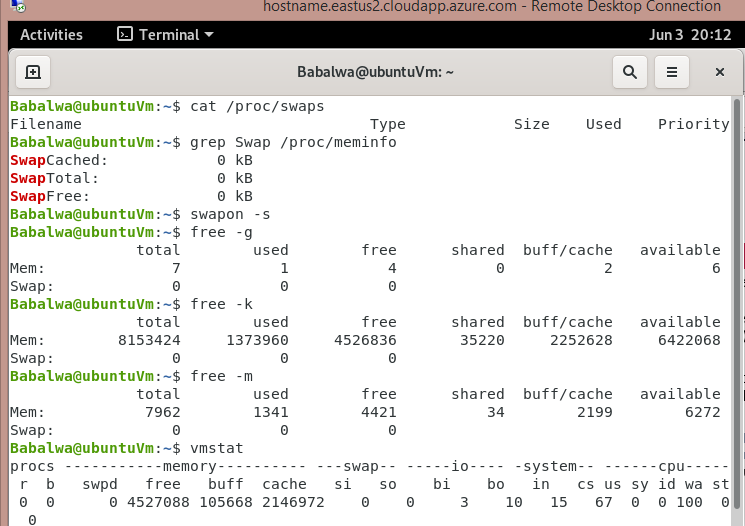 hostname.eastus2.cloudapp.azure.com - Remote Desktop Connection
Activities Terminal Jun 3 20:12
Babalwa@ubuntuVm: ~
Babalwa@ubuntuVm:~$ cat /proc/swaps
Filename Type Size Used Priority
Babalwa@ubuntuVm:~$ grep Swap /proc/meminfo
SwapCached: 0 kB
SwapTotal: 0 kB
SwapFree: 0 kB
Babalwa@ubuntuVm:~$ swapon -s
Babalwa@ubuntuVm:~$ free -g
total used free shared buff/cache available
Mem: 7 1 4 0 2 6
Swap: 0 0 0
Babalwa@ubuntuVm:~$ free -k
total used free shared buff/cache available
Mem: 8153424 1373960 4526836 35220 2252628 6422068
Swap: 0 0 0
Babalwa@ubuntuVm:~$ free -m
total used free shared buff/cache available
Mem: 7962 1341 4421 34 2199 6272
Swap: 0 0 0
Babalwa@ubuntuVm:~$ vmstat
procs -----------memory---------- ---swap-- -----io---- -system-- ------cpu-----
r b swpd free buff cache si so bi bo in cs us sy id wa st
0 0 0 4527088 105668 2146972 0 0 3 10 15 67 0 0 100 0
0